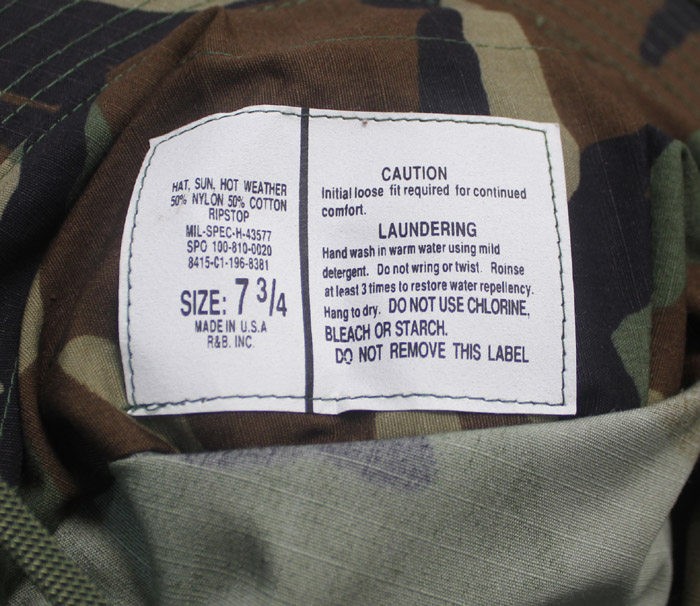 HAT, SUN, HOT WEATHER
50% NYLON 50% COTTON
RIPSTOP
MIL-SPEC-H-43577
SPO 100-810-0020
8415-C1-196-8381
SIZE: 7 3/4
MADE IN U.S.A
R&B. INC.
CAUTION
Initial loose fit required for continued
comfort.
LAUNDERING
Hand wash in warm water using mild
detergent. Do not wring or twist. Roinse
at least 3 times to restore water repellency.
Hang to dry. DO NOT USE CHLORINE,
BLEACH OR STARCH.
DO NOT REMOVE THIS LABEL